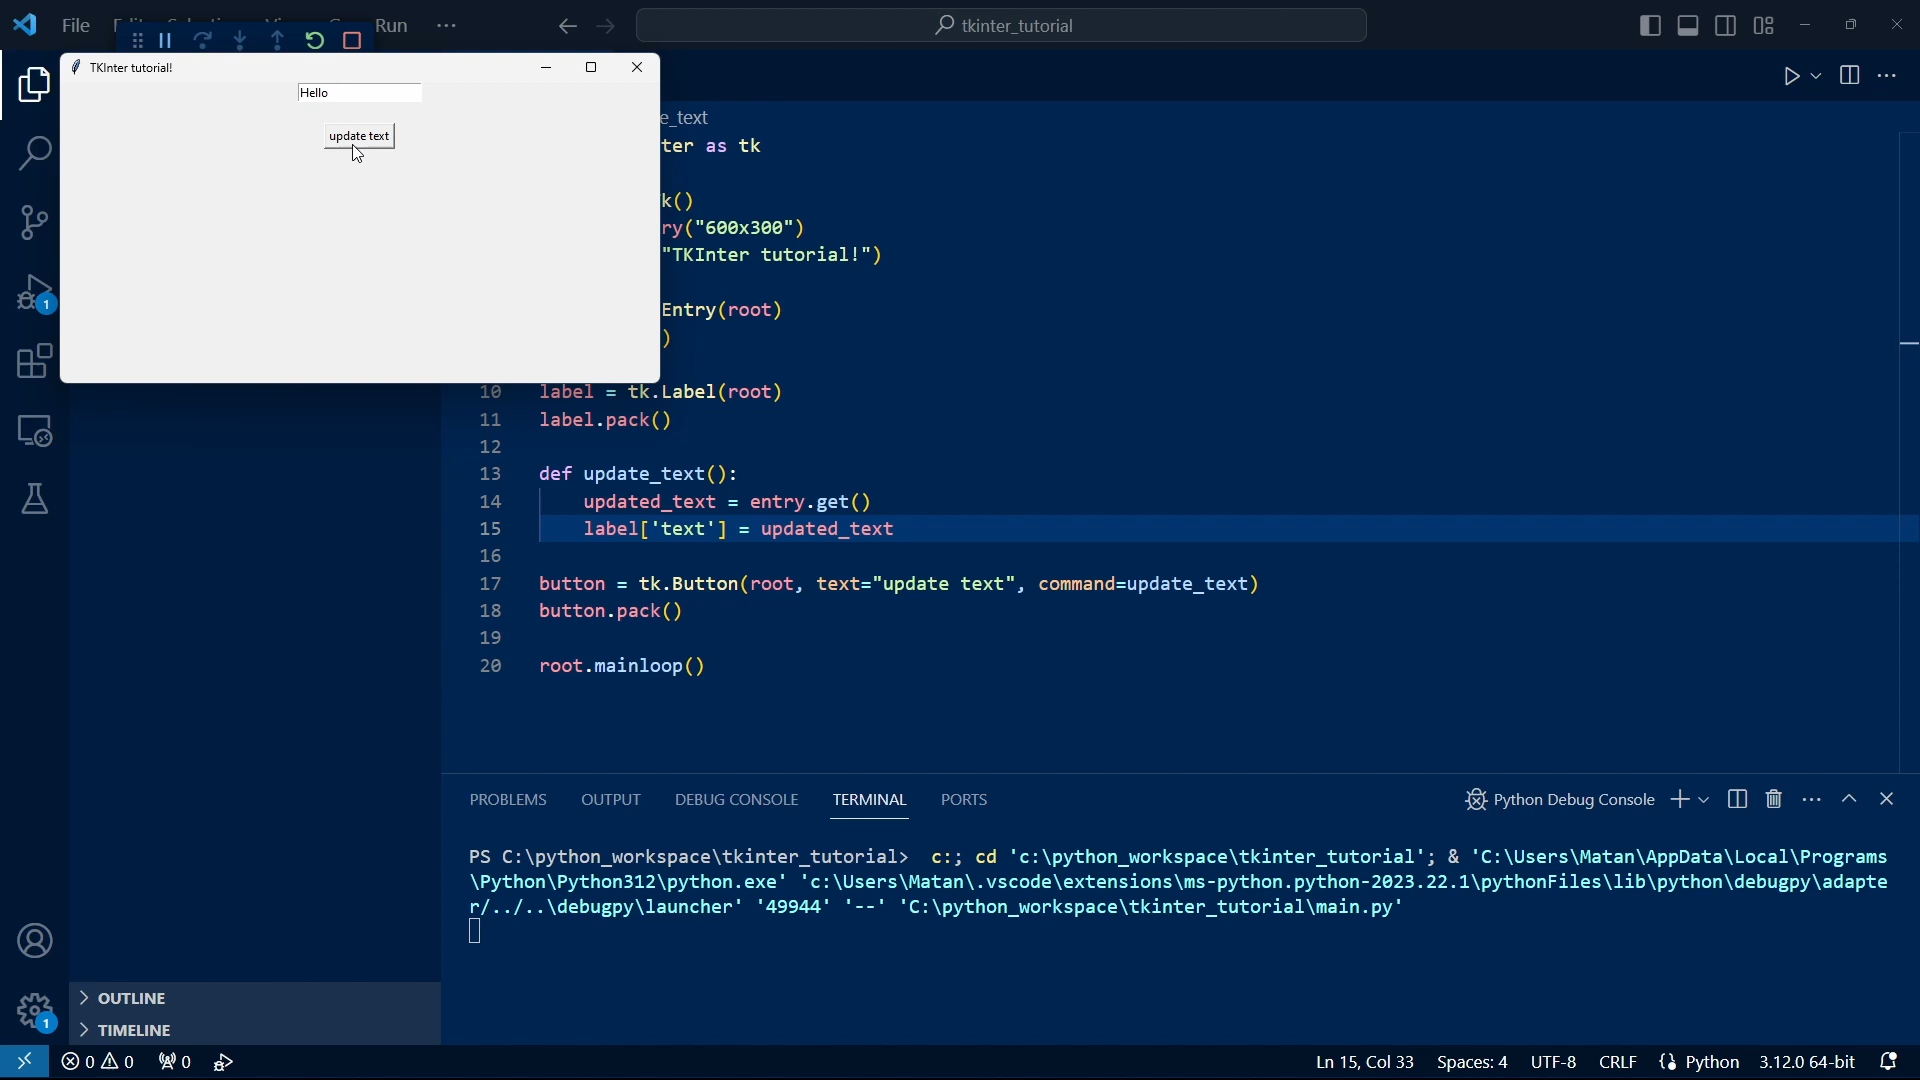 File Run ··· tkinter_tutorial
TKInter tutorial!
Hello
update text
e_text
ter as tk
k()
ry("600x300")
"TKInter tutorial!")
Entry(root)
)
10 label = tk.Label(root)
11 label.pack()
12
13 def update_text():
14 updated_text = entry.get()
15 label['text'] = updated_text
16
17 button = tk.Button(root, text="update text", command=update_text)
18 button.pack()
19
20 root.mainloop()
PROBLEMS OUTPUT DEBUG CONSOLE TERMINAL PORTS Python Debug Console
PS C:\python_workspace\tkinter_tutorial> c:; cd 'c:\python_workspace\tkinter_tutorial'; & 'C:\Users\Matan\AppData\Local\Programs
\Python\Python312\python.exe' 'c:\Users\Matan\.vscode\extensions\ms-python.python-2023.22.1\pythonFiles\lib\python\debugpy\adapte
r/../..\debugpy\launcher' '49944' '--' 'C:\python_workspace\tkinter_tutorial\main.py'
1
1
OUTLINE
TIMELINE
0 0 0 Ln 15, Col 33 Spaces: 4 UTF-8 CRLF {} Python 3.12.0 64-bit